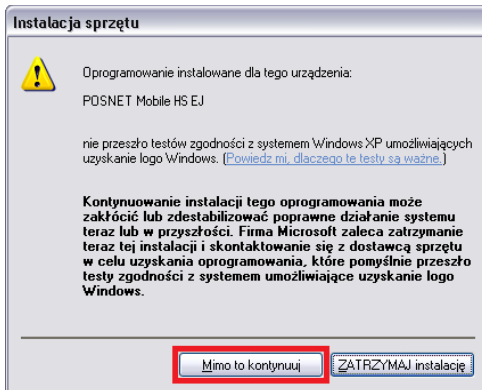 Instalacja sprzętu
Oprogramowanie instalowane dla tego urządzenia:
POSNET Mobile HS EJ
nie przeszło testów zgodności z systemem Windows XP umożliwiających
uzyskanie logo Windows. (Powiedz mi, dlaczego te testy są ważne.)
Kontynuowanie instalacji tego oprogramowania może
zakłócić lub zdestabilizować poprawne działanie systemu
teraz lub w przyszłości. Firma Microsoft zaleca zatrzymanie
teraz tej instalacji i skontaktowanie się z dostawcą sprzętu
w celu uzyskania oprogramowania, które pomyślnie przeszło
testy zgodności z systemem umożliwiające uzyskanie logo
Windows.
Mimo to kontynuuj ZATRZYMAJ instalację